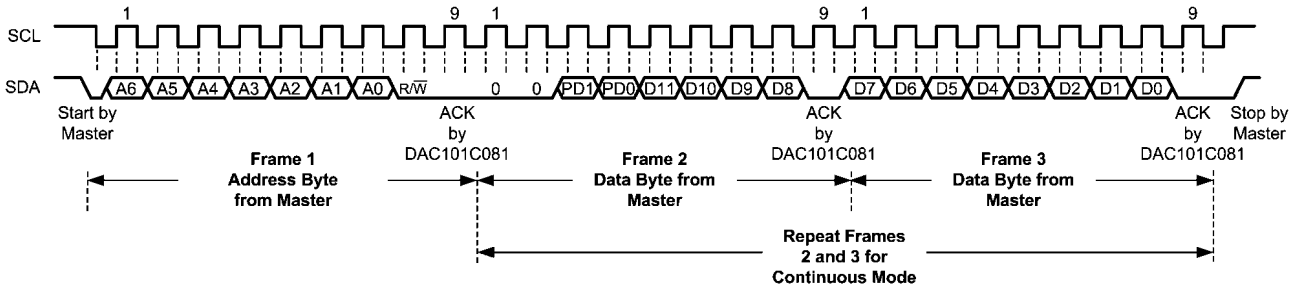 1 9 1 9 1 9
SCL
SDA A6 A5 A4 A3 A2 A1 A0 R/W 0 0 PD1 PD0 D11 D10 D9 D8 D7 D6 D5 D4 D3 D2 D1 D0
Start by
Master
ACK
by
DAC101C081
ACK
by
DAC101C081
ACK
by
DAC101C081
Stop by
Master
Frame 1
Address Byte
from Master
Frame 2
Data Byte from
Master
Frame 3
Data Byte from
Master
Repeat Frames
2 and 3 for
Continuous Mode